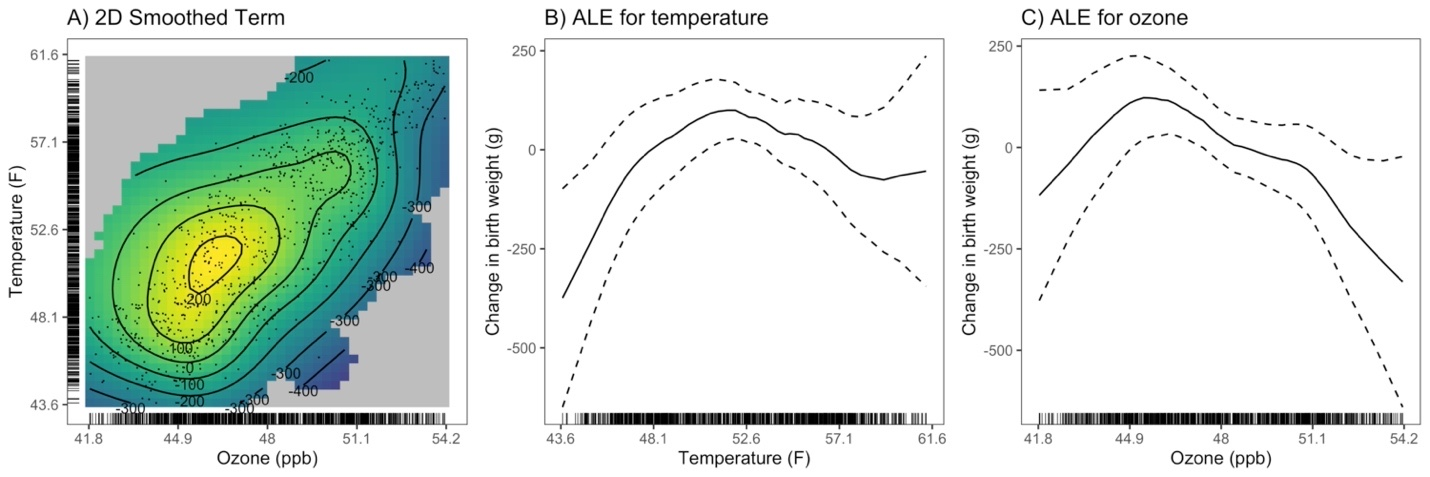 A) 2D Smoothed Term
B) ALE for temperature
C) ALE for ozone
61.6
57.1
52.6
48.1
43.6
Temperature (F)
-200
-300
-400
-300
-300
-300
200
100
0
-100
-200
-300
-300
-300
-300
-400
41.8 44.9 48 51.1 54.2
Ozone (ppb)
250
0
-250
-500
Change in birth weight (g)
43.6 48.1 52.6 57.1 61.6
Temperature (F)
250
0
-250
-500
Change in birth weight (g)
41.8 44.9 48 51.1 54.2
Ozone (ppb)